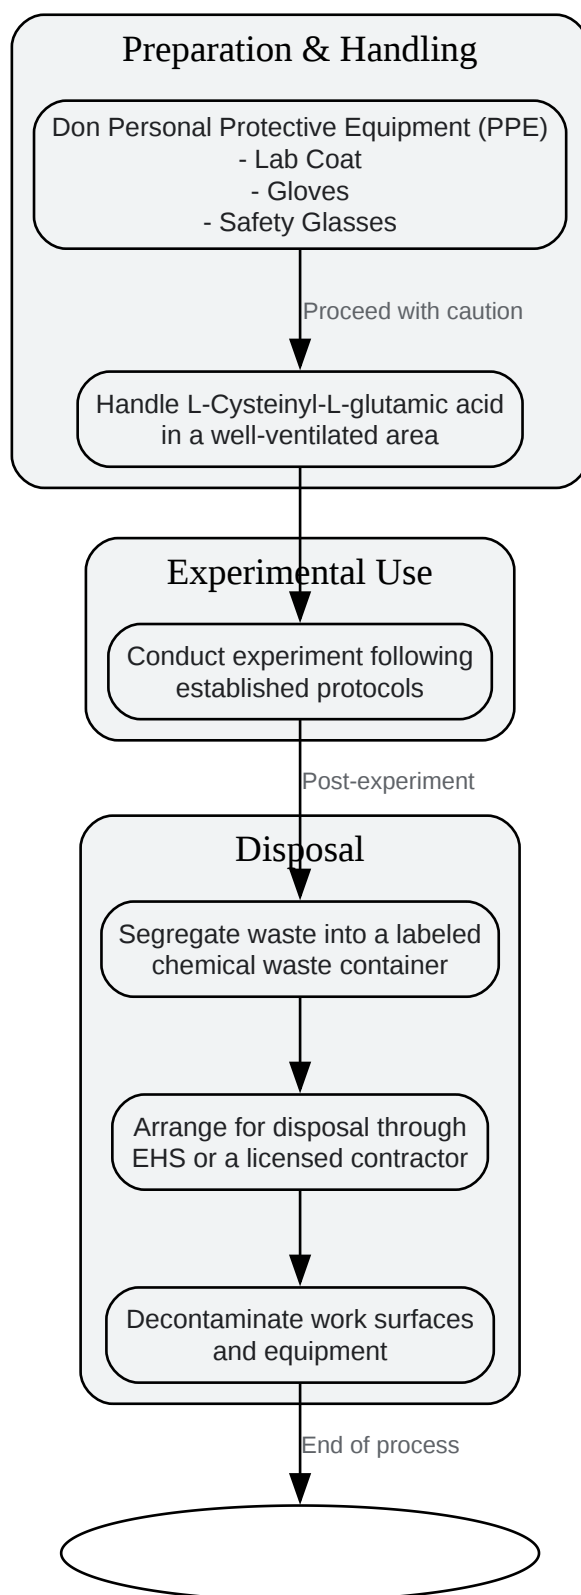 Preparation & Handling
Don Personal Protective Equipment (PPE)
- Lab Coat
- Gloves
- Safety Glasses
Proceed with caution
Handle L-Cysteinyl-L-glutamic acid
in a well-ventilated area
Experimental Use
Conduct experiment following
established protocols
Post-experiment
Disposal
Segregate waste into a labeled
chemical waste container
Arrange for disposal through
EHS or a licensed contractor
Decontaminate work surfaces
and equipment
End of process